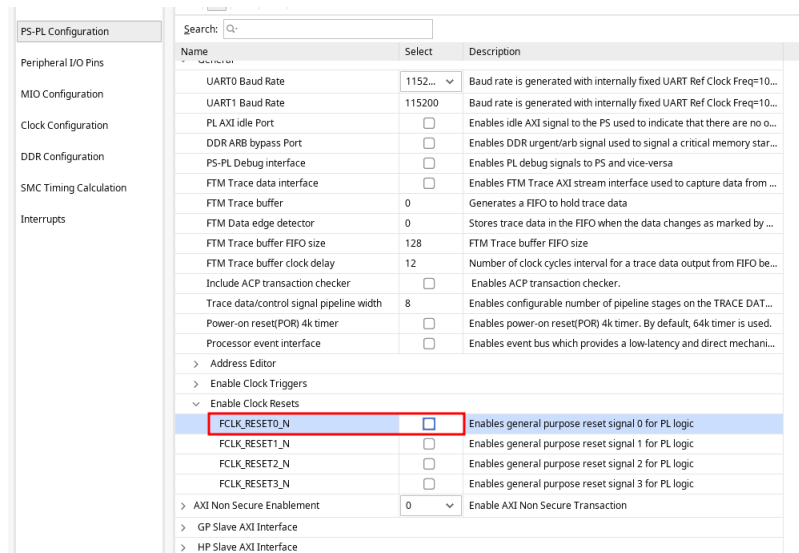 PS-PL Configuration
Peripheral I/O Pins
MIO Configuration
Clock Configuration
DDR Configuration
SMC Timing Calculation
Interrupts
Search:
Name Select Description
General
UART0 Baud Rate 1152... Baud rate is generated with internally fixed UART Ref Clock Freq=10...
UART1 Baud Rate 115200 Baud rate is generated with internally fixed UART Ref Clock Freq=10...
PL AXI idle Port Enables idle AXI signal to the PS used to indicate that there are no o...
DDR ARB bypass Port Enables DDR urgent/arb signal used to signal a critical memory star...
PS-PL Debug interface Enables PL debug signals to PS and vice-versa
FTM Trace data interface Enables FTM Trace AXI stream interface used to capture data from ...
FTM Trace buffer 0 Generates a FIFO to hold trace data
FTM Data edge detector 0 Stores trace data in the FIFO when the data changes as marked by ...
FTM Trace buffer FIFO size 128 FTM Trace buffer FIFO size
FTM Trace buffer clock delay 12 Number of clock cycles interval for a trace data output from FIFO be...
Include ACP transaction checker Enables ACP transaction checker.
Trace data/control signal pipeline width 8 Enables configurable number of pipeline stages on the TRACE DAT...
Power-on reset(POR) 4k timer Enables power-on reset(POR) 4k timer. By default, 64k timer is used.
Processor event interface Enables event bus which provides a low-latency and direct mechani...
Address Editor
Enable Clock Triggers
Enable Clock Resets
FCLK_RESET0_N Enables general purpose reset signal 0 for PL logic
FCLK_RESET1_N Enables general purpose reset signal 1 for PL logic
FCLK_RESET2_N Enables general purpose reset signal 2 for PL logic
FCLK_RESET3_N Enables general purpose reset signal 3 for PL logic
AXI Non Secure Enablement 0 Enable AXI Non Secure Transaction
GP Slave AXI Interface
HP Slave AXI Interface